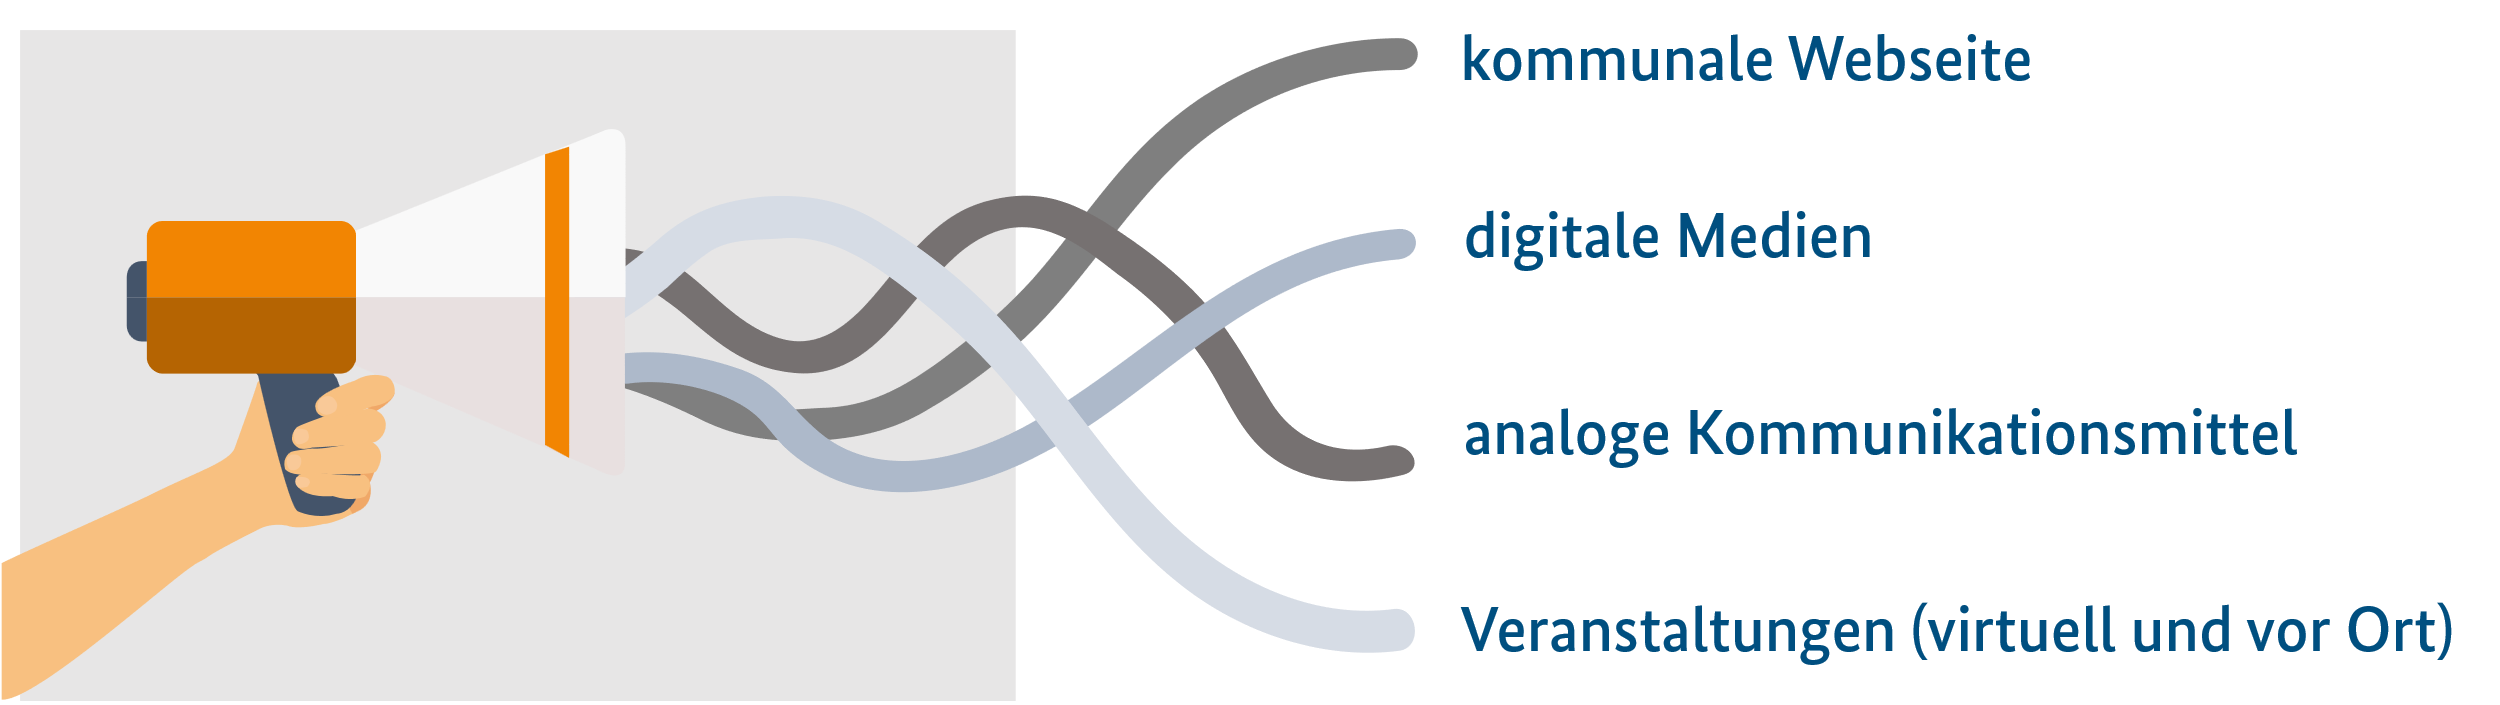 kommunale Webseite
digitale Medien
analoge Kommunikationsmittel
Veranstaltungen (virtuell und vor Ort)